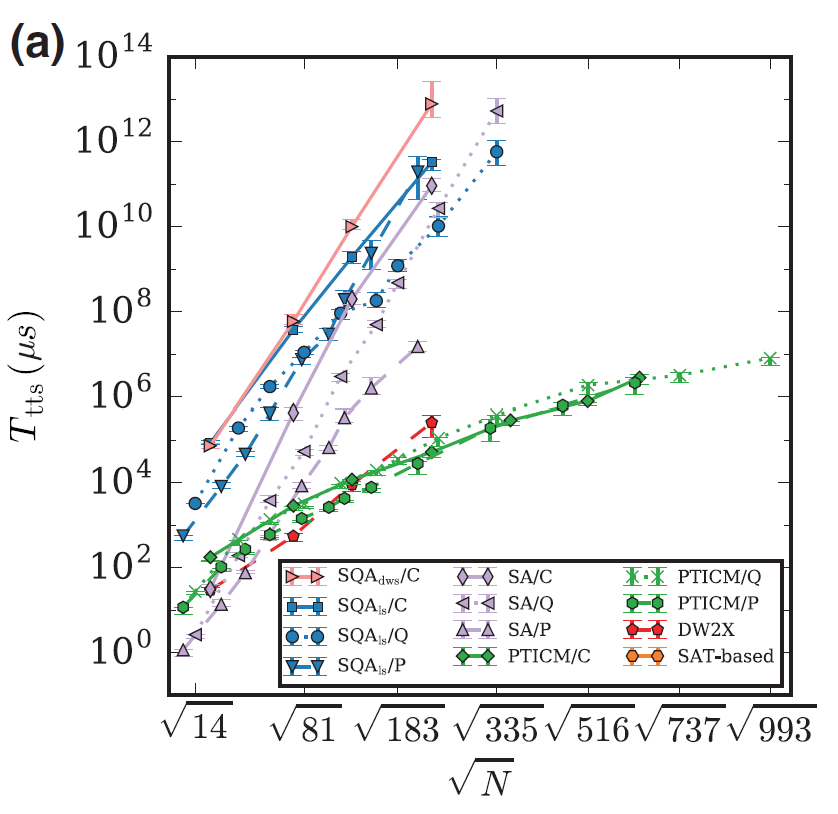 (a)
10^14
10^12
10^10
10^8
10^6
10^4
10^2
10^0
T_tts (μs)
SQA_dws/C
SQA_ls/C
SQA_ls/Q
SQA_ls/P
SA/C
SA/Q
SA/P
PTICM/C
PTICM/Q
PTICM/P
DW2X
SAT-based
√14 √81 √183 √335 √516 √737 √993
√N